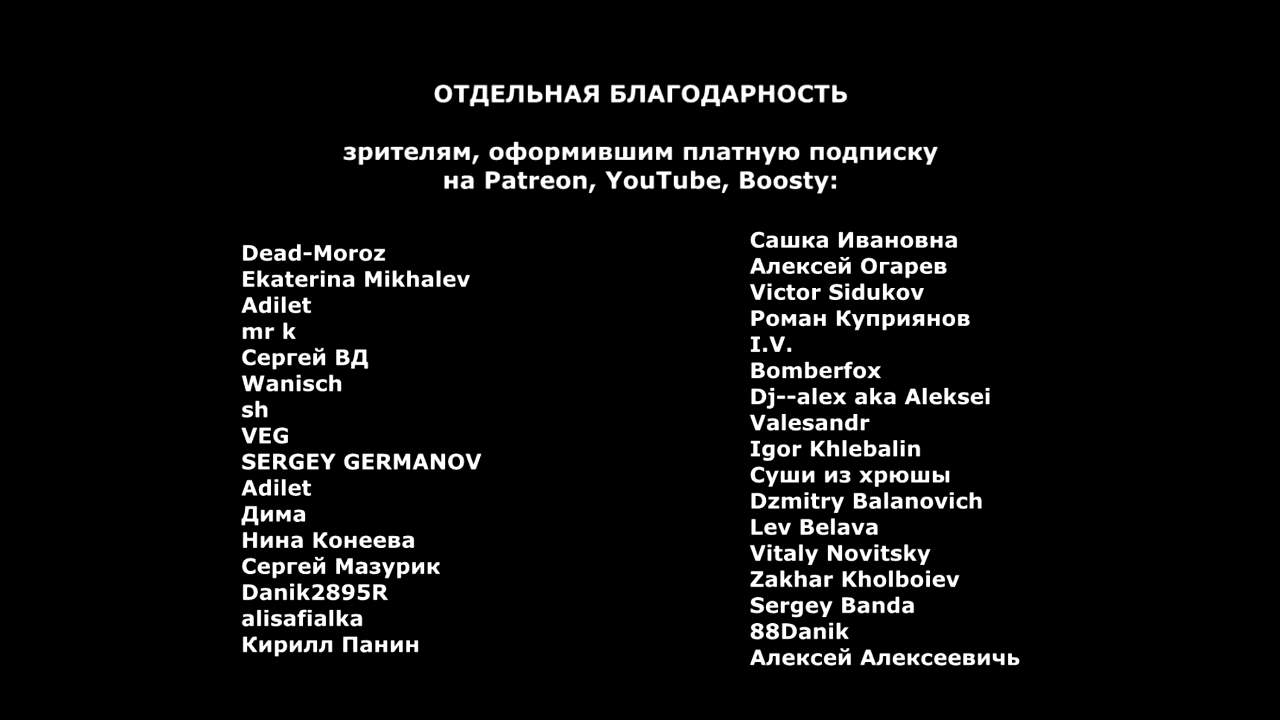 ОТДЕЛЬНАЯ БЛАГОДАРНОСТЬ
зрителям, оформившим платную подписку
на Patreon, YouTube, Boosty:
Dead-Moroz
Ekaterina Mikhalev
Adilet
mr k
Сергей ВД
Wanisch
sh
VEG
SERGEY GERMANOV
Adilet
Дима
Нина Конеева
Сергей Мазурик
Danik2895R
alisafialka
Кирилл Панин
Сашка Ивановна
Алексей Огарев
Victor Sidukov
Роман Куприянов
I.V.
Bomberfox
Dj--alex aka Aleksei
Valesandr
Igor Khlebalin
Суши из хрюшы
Dzmitry Balanovich
Lev Belava
Vitaly Novitsky
Zakhar Kholboiev
Sergey Banda
88Danik
Алексей Алексеевичь